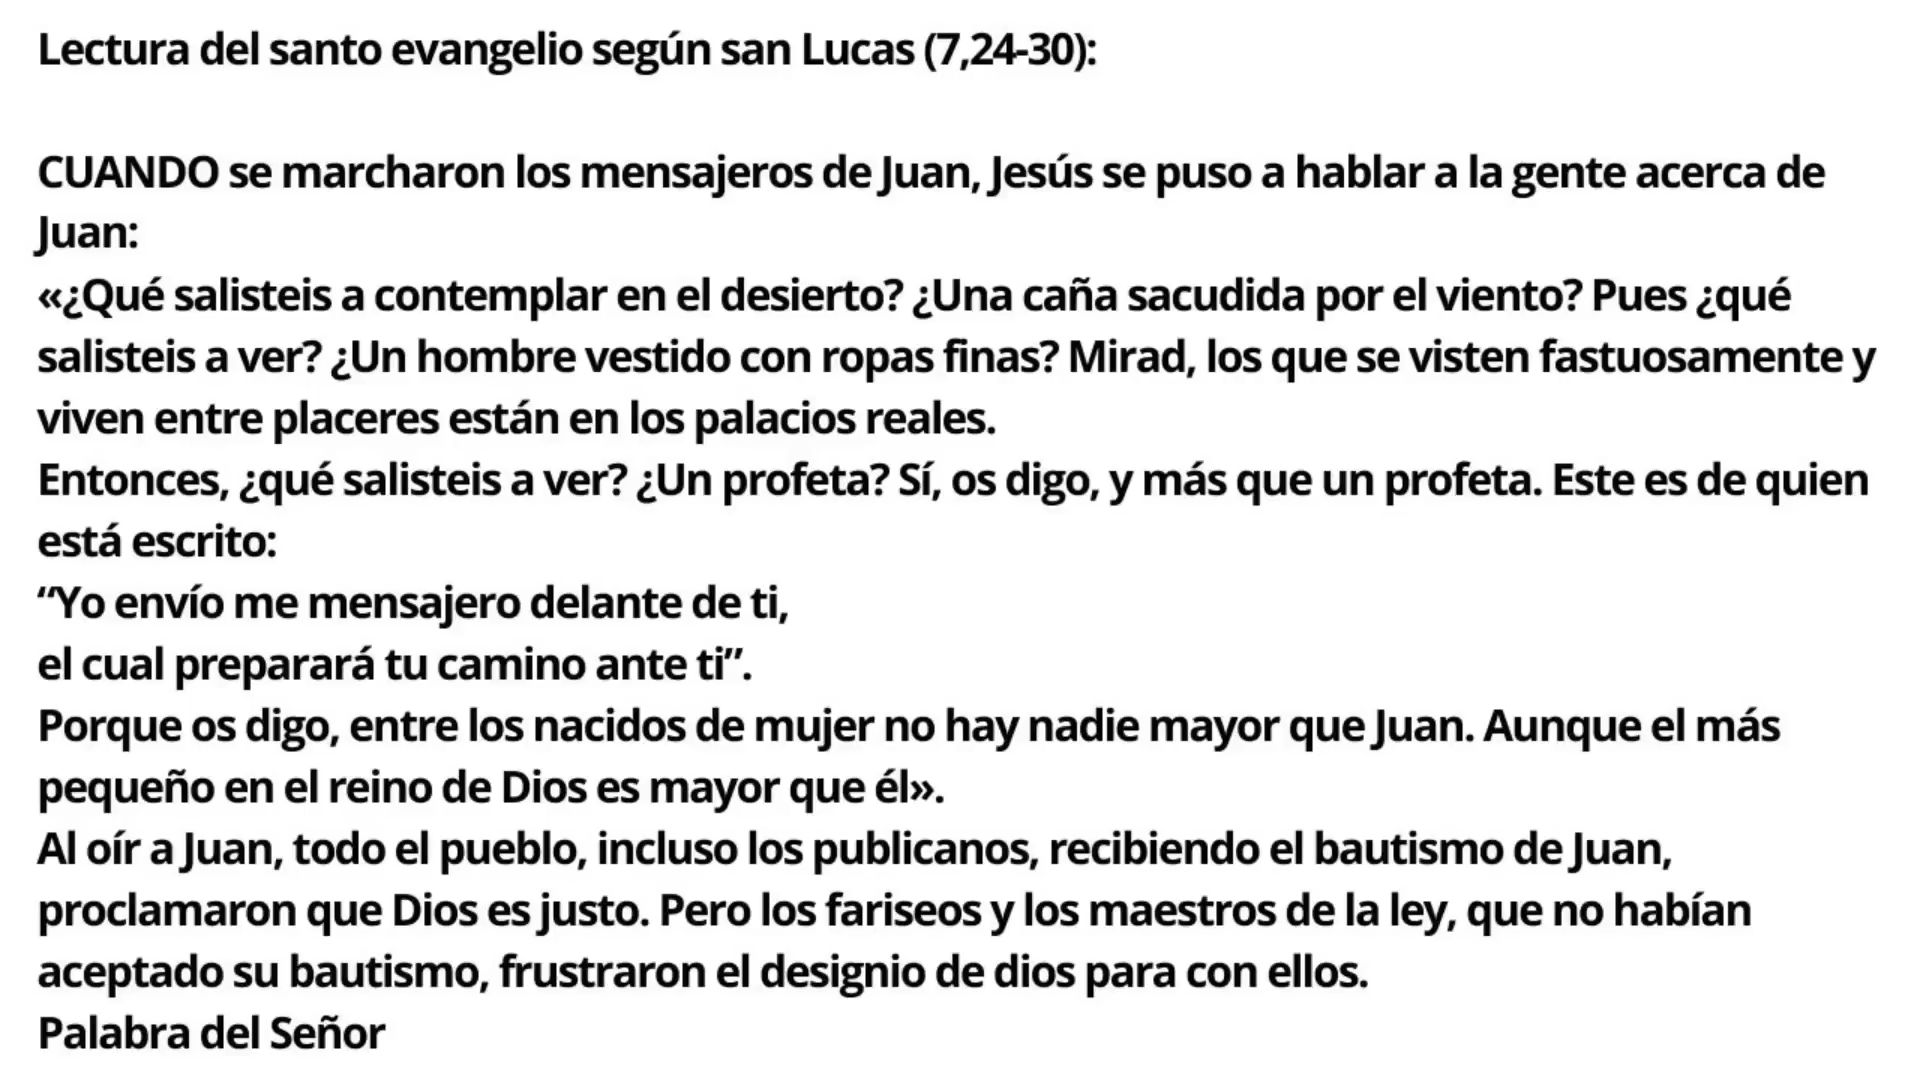 Lectura del santo evangelio según san Lucas (7,24-30):
CUANDO se marcharon los mensajeros de Juan, Jesús se puso a hablar a la gente acerca de
Juan:
«¿Qué salisteis a contemplar en el desierto? ¿Una caña sacudida por el viento? Pues ¿qué
salisteis a ver? ¿Un hombre vestido con ropas finas? Mirad, los que se visten fastuosamente y
viven entre placeres están en los palacios reales.
Entonces, ¿qué salisteis a ver? ¿Un profeta? Sí, os digo, y más que un profeta. Este es de quien
está escrito:
“Yo envío me mensajero delante de ti,
el cual preparará tu camino ante ti”.
Porque os digo, entre los nacidos de mujer no hay nadie mayor que Juan. Aunque el más
pequeño en el reino de Dios es mayor que él».
Al oír a Juan, todo el pueblo, incluso los publicanos, recibiendo el bautismo de Juan,
proclamaron que Dios es justo. Pero los fariseos y los maestros de la ley, que no habían
aceptado su bautismo, frustraron el designio de dios para con ellos.
Palabra del Señor